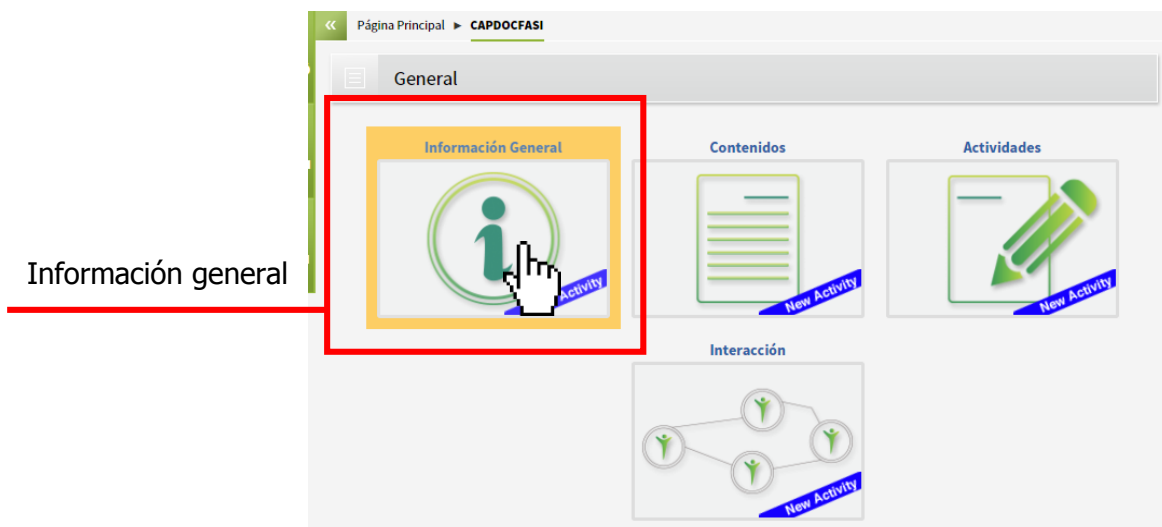 « Página Principal ► CAPDOCFASI
General
Información General
Contenidos
Actividades
Información general
Activity
New Activity
New Activity
Interacción
New Activity